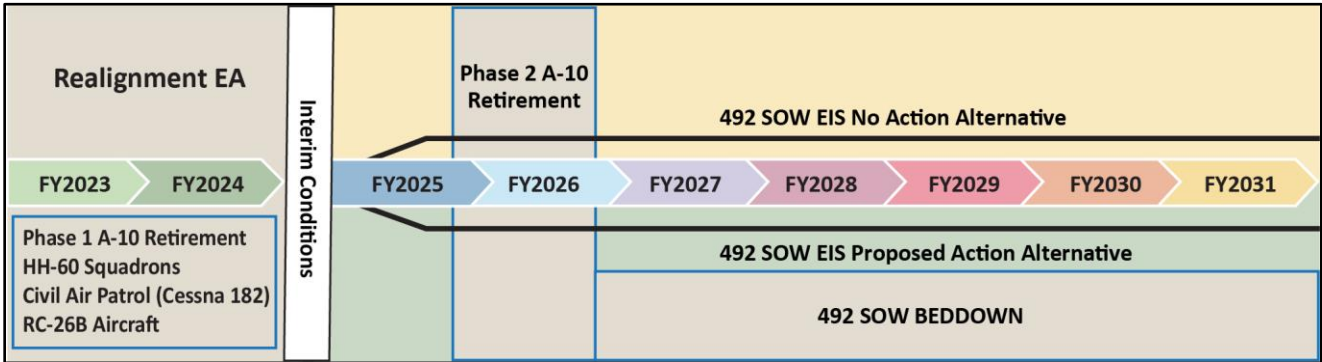 Realignment EA
Interim Conditions
Phase 2 A-10
Retirement
492 SOW EIS No Action Alternative
FY2023
FY2024
FY2025
FY2026
FY2027
FY2028
FY2029
FY2030
FY2031
Phase 1 A-10 Retirement
HH-60 Squadrons
Civil Air Patrol (Cessna 182)
RC-26B Aircraft
492 SOW EIS Proposed Action Alternative
492 SOW BEDDOWN